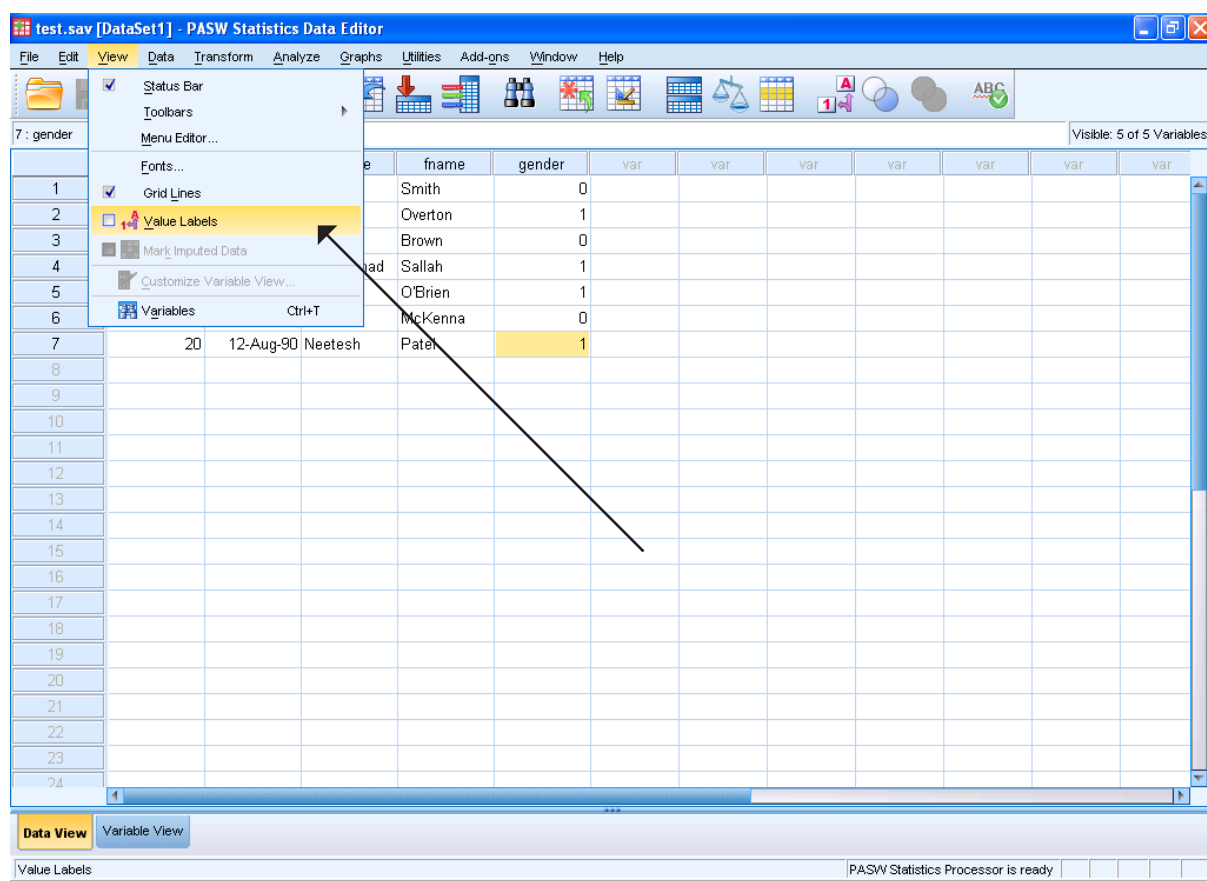 test.sav [DataSet1] - PASW Statistics Data Editor
File Edit View Data Transform Analyze Graphs Utilities Add-ons Window Help
Status Bar
Toolbars
Menu Editor...
Fonts...
Grid Lines
Value Labels
Mark Imputed Data
Customize Variable View...
Variables Ctrl+T
A
1
A
1
ABC
7 : gender Visible: 5 of 5 Variables
e fname gender var var var var var var var
1 Smith 0
2 Overton 1
3 Brown 0
4 nad Sallah 1
5 O'Brien 1
6 McKenna 0
7 20 12-Aug-90 Neetesh Patel 1
8
9
10
11
12
13
14
15
16
17
18
19
20
21
22
23
24
Data View Variable View
Value Labels PASW Statistics Processor is ready